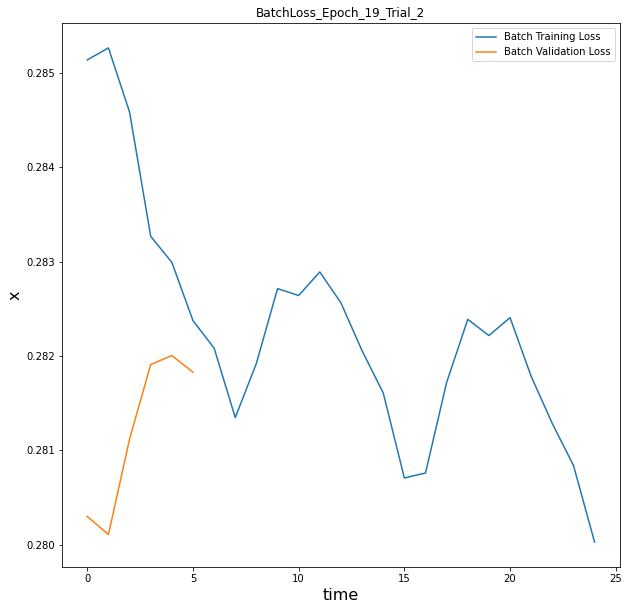 BatchLoss_Epoch_19_Trial_2
Batch Training Loss
Batch Validation Loss
0.285
0.284
0.283
0.282
0.281
0.280
x
0 5 10 15 20 25
time